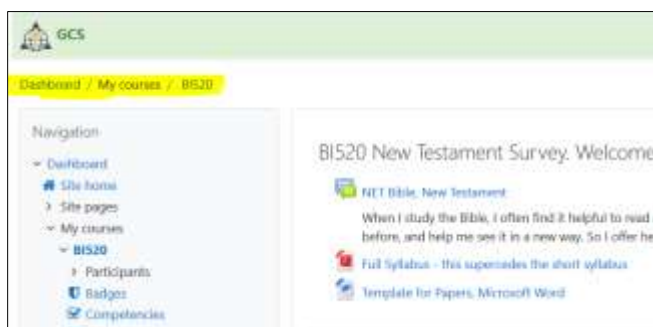 GCS
Dashboard / My courses / BI520
Navigation
Dashboard
Site home
Site pages
My courses
BI520
Participants
Badges
Competencies
BI520 New Testament Survey. Welcome
NET Bible, New Testament
When I study the Bible, I often find it helpful to read
before, and help me see it in a new way. So I offer he
Full Syllabus - this supercedes the short syllabus
Template for Papers, Microsoft Word